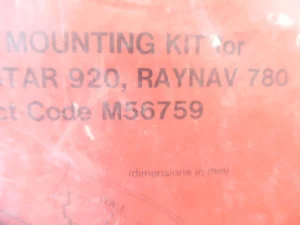 MOUNTING KIT for
TAR 920, RAYNAV 780
ct Code M56759
(dimensions in mm)